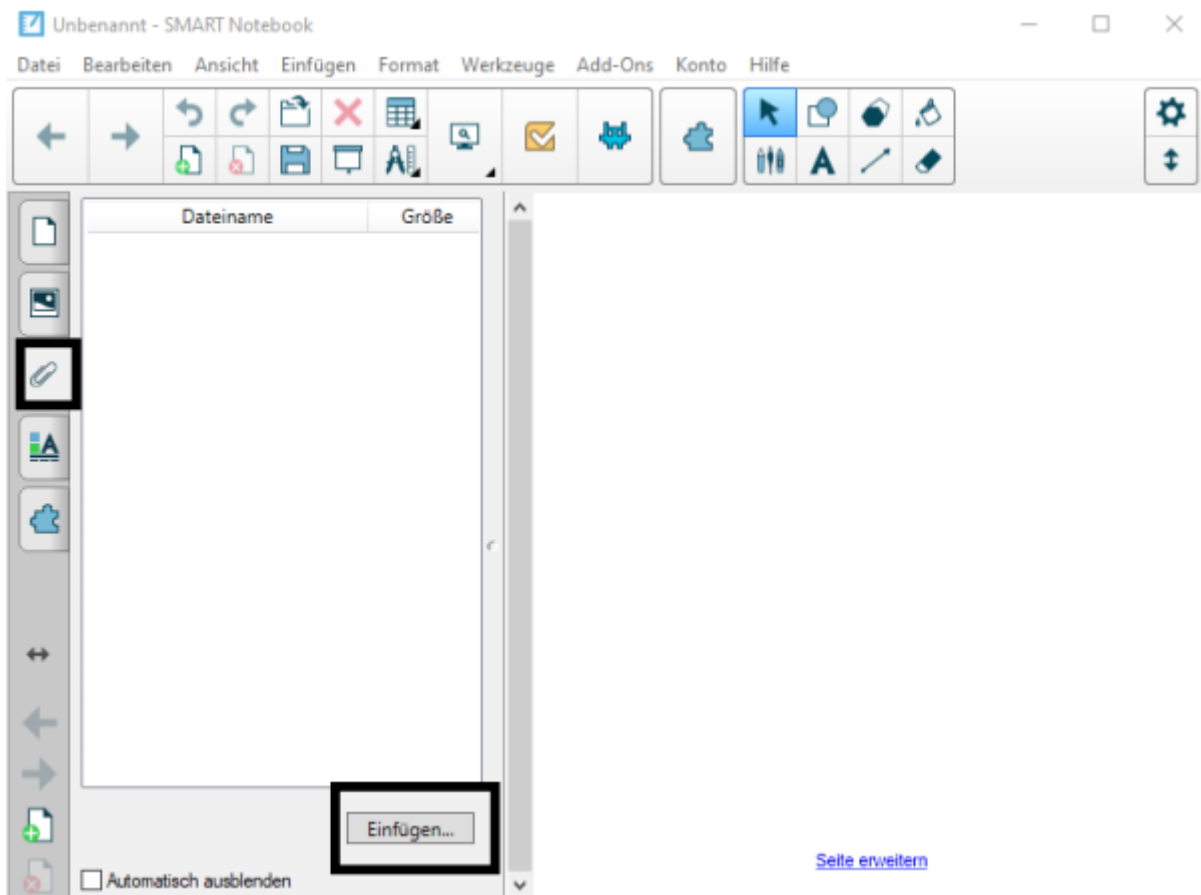 Unbenannt - SMART Notebook
Datei Bearbeiten Ansicht Einfügen Format Werkzeuge Add-Ons Konto Hilfe
Dateiname Größe
Einfügen...
Seite erweitern
Automatisch ausblenden